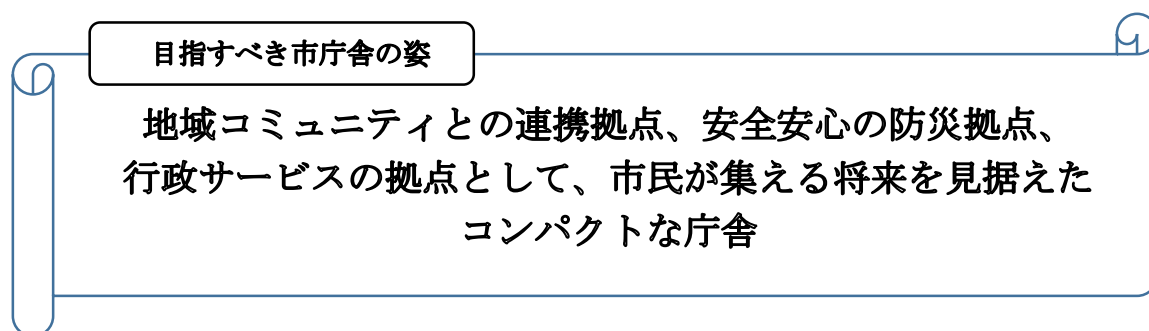 目指すべき市庁舎の姿
地域コミュニティとの連携拠点、安全安心の防災拠点、
行政サービスの拠点として、市民が集える将来を見据えた
コンパクトな庁舎